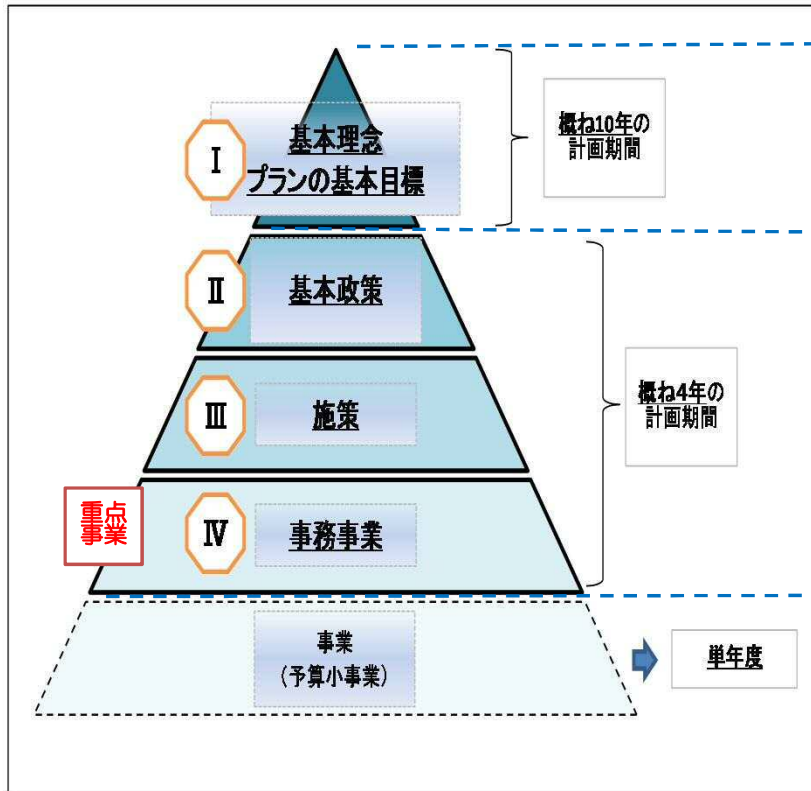 Ⅰ
基本理念
プランの基本目標
概ね10年の
計画期間
Ⅱ
基本政策
Ⅲ
施策
概ね4年の
計画期間
重点
事業
Ⅳ
事務事業
事業
（予算小事業）
単年度